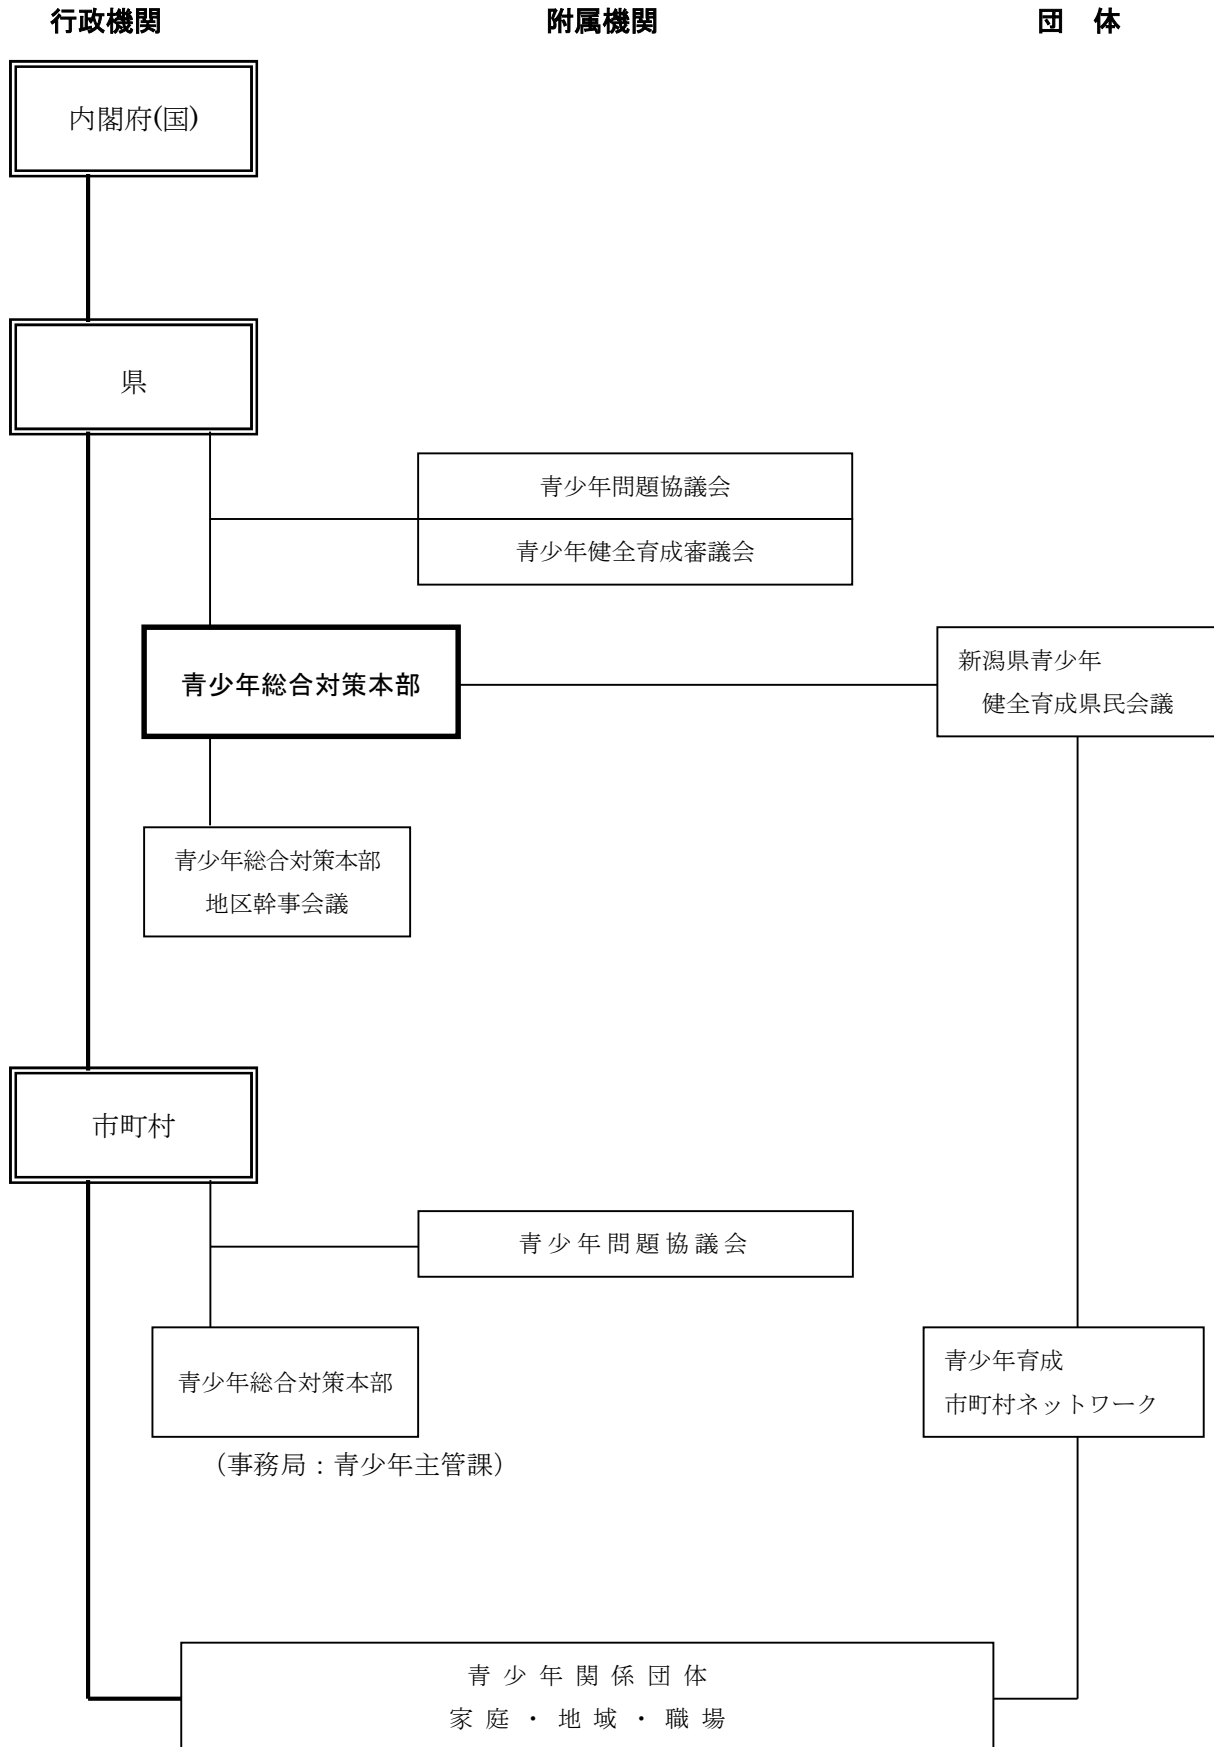 行政機関
附属機関
団　体
内閣府(国)
県
青少年問題協議会
青少年健全育成審議会
青少年総合対策本部
新潟県青少年
健全育成県民会議
青少年総合対策本部
地区幹事会議
市町村
青少年問題協議会
青少年総合対策本部
青少年育成
市町村ネットワーク
（事務局：青少年主管課）
青少年関係団体
家庭・地域・職場